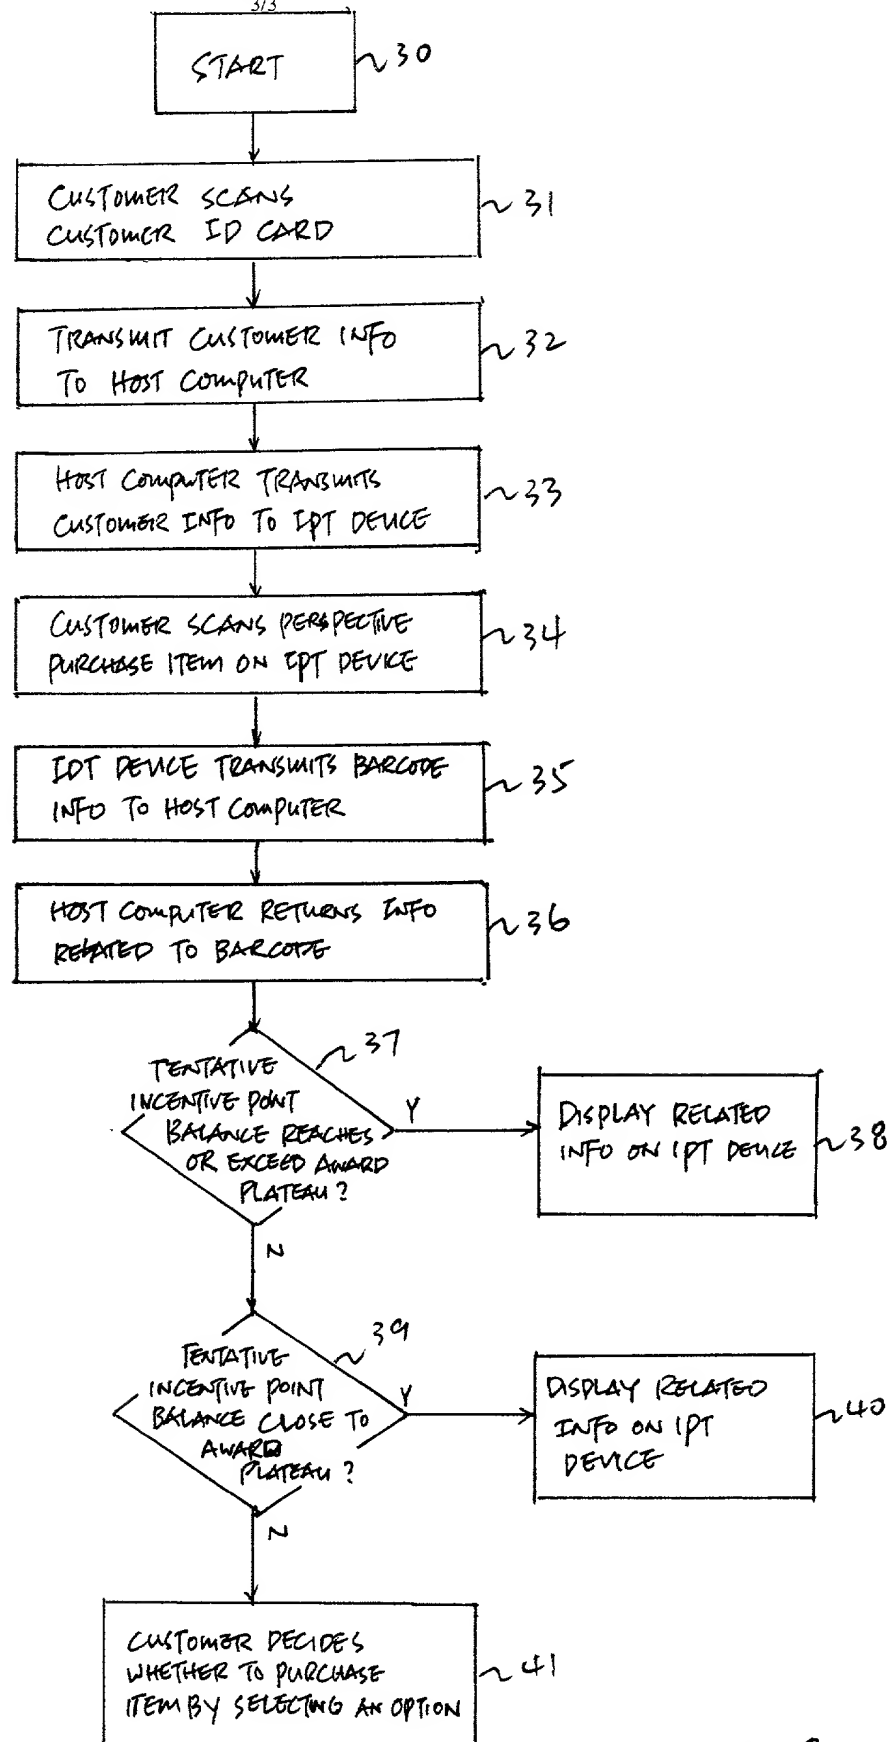 3/3
START
30
CUSTOMER SCANS
CUSTOMER ID CARD
31
TRANSMIT CUSTOMER INFO
TO HOST COMPUTER
32
HOST COMPUTER TRANSMITS
CUSTOMER INFO TO IPT DEVICE
33
CUSTOMER SCANS PERSPECTIVE
PURCHASE ITEM ON IPT DEVICE
34
IDT DEVICE TRANSMITS BARCODE
INFO TO HOST COMPUTER
35
HOST COMPUTER RETURNS INFO
RELATED TO BARCODE
36
37
TENTATIVE
INCENTIVE POINT
BALANCE REACHES
OR EXCEED AWARD
PLATEAU?
Y
N
DISPLAY RELATED
INFO ON IPT DEVICE
38
39
TENTATIVE
INCENTIVE POINT
BALANCE CLOSE TO
AWARD
PLATEAU?
Y
N
DISPLAY RELATED
INFO ON IPT
DEVICE
40
CUSTOMER DECIDES
WHETHER TO PURCHASE
ITEM BY SELECTING AN OPTION
41